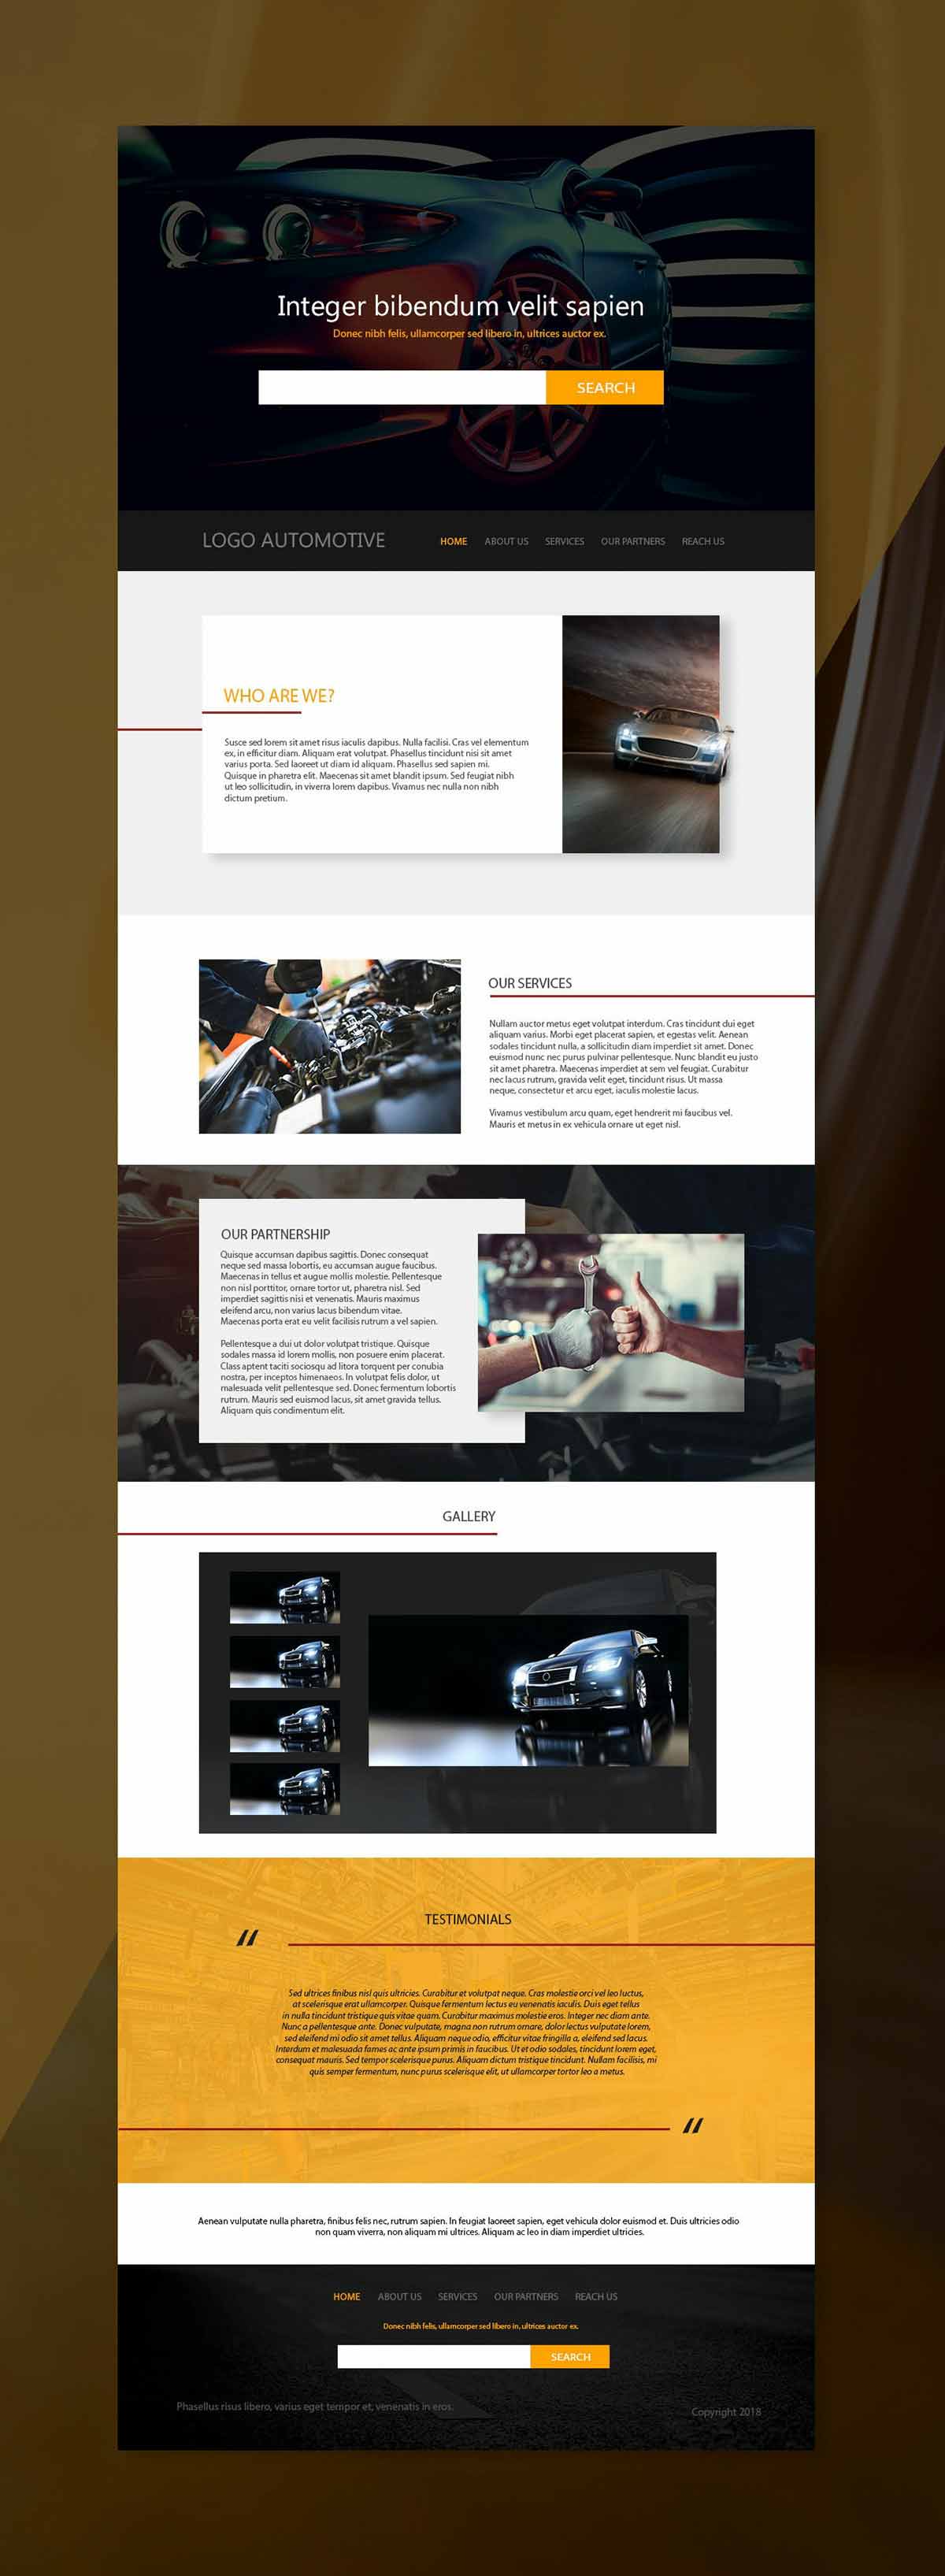 Integer bibendum velit sapien
Donec nibh felis, ullamcorper sed libero in, ultrices auctor ex.
SEARCH
LOGO AUTOMOTIVE
HOME ABOUT US SERVICES OUR PARTNERS REACH US
WHO ARE WE?
Susce sed lorem sit amet risus iaculis dapibus. Nulla facilisi. Cras vel elementum
ex, in efficitur diam. Aliquam erat volutpat. Phasellus tincidunt nisi sit amet
varius porta. Sed laoreet ut diam id aliquam. Phasellus sed sapien mi.
Quisque in pharetra elit. Maecenas sit amet blandit ipsum. Sed feugiat nibh
ut leo sollicitudin, in viverra lorem dapibus. Vivamus nec nulla non nibh
dictum pretium.
OUR SERVICES
Nullam auctor metus eget volutpat interdum. Cras tincidunt dui eget
aliquam varius. Morbi eget placerat sapien, et egestas velit. Aenean
sodales tincidunt nulla, a sollicitudin diam imperdiet sit amet. Donec
euismod nunc nec purus pulvinar pellentesque. Nunc blandit eu justo
sit amet pharetra. Maecenas imperdiet at sem vel feugiat. Curabitur
nec lacus rutrum, gravida velit eget, tincidunt risus. Ut massa
neque, consectetur et arcu eget, iaculis molestie lacus.
Vivamus vestibulum arcu quam, eget hendrerit mi faucibus vel.
Mauris et metus in ex vehicula ornare ut eget nisl.
OUR PARTNERSHIP
Quisque accumsan dapibus sagittis. Donec consequat
neque sed massa lobortis, eu accumsan augue faucibus.
Maecenas in tellus et augue mollis molestie. Pellentesque
non nisl porttitor, ornare tortor ut, pharetra nisl. Sed
imperdiet sagittis nisi et venenatis. Mauris maximus
eleifend arcu, non varius lacus bibendum vitae.
Maecenas porta erat eu velit facilisis rutrum a vel sapien.
Pellentesque a dui ut dolor volutpat tristique. Quisque
sodales massa id lorem mollis, non posuere enim placerat.
Class aptent taciti sociosqu ad litora torquent per conubia
nostra, per inceptos himenaeos. In volutpat felis dolor, ut
malesuada velit pellentesque sed. Donec fermentum lobortis
rutrum. Mauris sed euismod lacus, sit amet gravida tellus.
Aliquam quis condimentum elit.
GALLERY
TESTIMONIALS
Sed ultrices finibus nisl quis ultricies. Curabitur et volutpat neque. Cras molestie orci vel leo luctus,
at scelerisque erat ullamcorper. Quisque fermentum lectus eu venenatis iaculis. Duis eget tellus
in nulla tincidunt tristique quis vitae quam. Curabitur maximus molestie eros. Integer nec diam ante.
Nunc a pellentesque ante. Donec vulputate, magna non rutrum ornare, dolor lectus vulputate lorem,
sed eleifend mi odio sit amet tellus. Aliquam neque odio, efficitur vitae fringilla a, eleifend sed lacus.
Interdum et malesuada fames ac ante ipsum primis in faucibus. Ut et odio sodales, tincidunt lorem eget,
consequat mauris. Sed tempor scelerisque purus. Aliquam dictum tristique tincidunt. Nullam facilisis, mi
quis semper fermentum, nunc purus scelerisque elit, ut ullamcorper tortor leo a metus.
Aenean vulputate nulla pharetra, finibus felis nec, rutrum sapien. In feugiat laoreet sapien, eget vehicula dolor euismod et. Duis ultricies odio
non quam viverra, non aliquam mi ultrices. Aliquam ac leo in diam imperdiet ultricies.
HOME ABOUT US SERVICES OUR PARTNERS REACH US
Donec nibh felis, ullamcorper sed libero in, ultrices auctor ex.
SEARCH
Phasellus risus libero, varius eget tempor et, venenatis in eros.
Copyright 2018